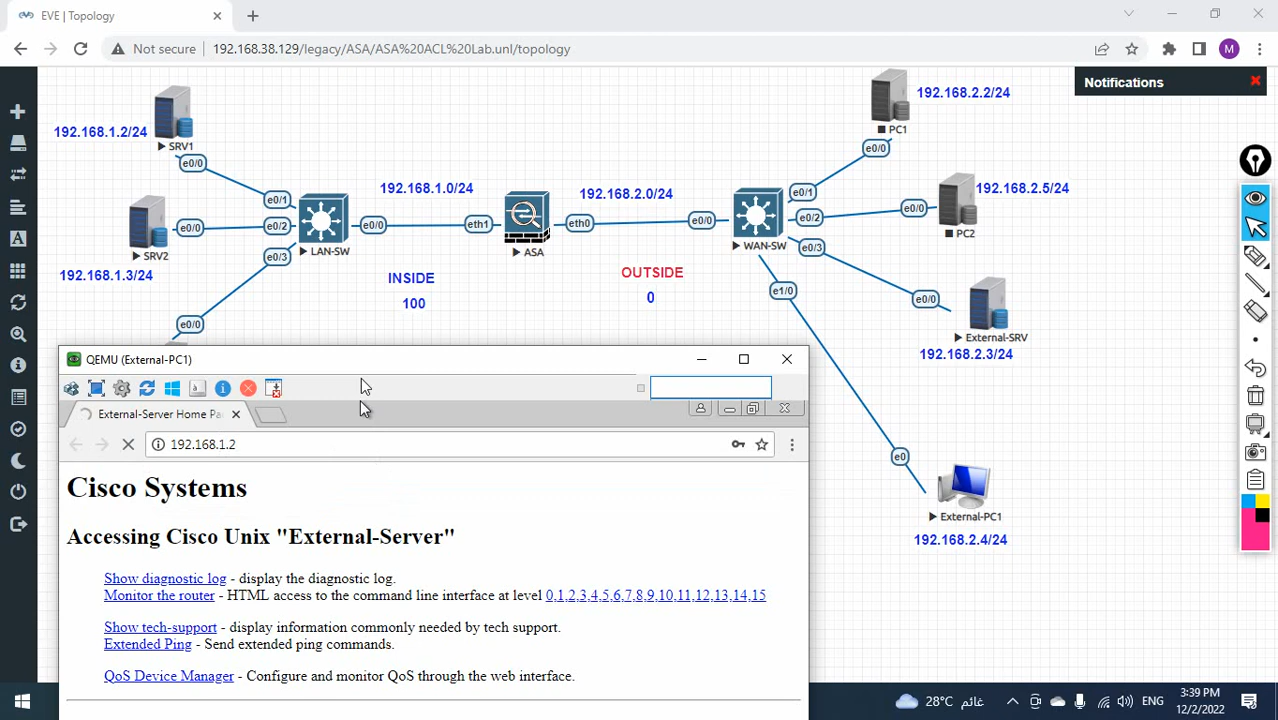 EVE | Topology
Not secure
192.168.38.129/legacy/ASA/ASA%20ACL%20Lab.unl/topology
M
Notifications
192.168.1.2/24
SRV1
e0/0
192.168.2.2/24
PC1
e0/0
192.168.1.0/24
192.168.2.0/24
192.168.2.5/24
e0/1
e0/1
SRV2
e0/0
e0/2
e0/0
eth1
eth0
e0/0
e0/2
e0/0
PC2
LAN-SW
ASA
WAN-SW
e0/3
e0/3
192.168.1.3/24
INSIDE
100
OUTSIDE
0
e1/0
e0/0
External-SRV
192.168.2.3/24
e0/0
e0
External-PC1
192.168.2.4/24
QEMU (External-PC1)
External-Server Home Pa
192.168.1.2
Cisco Systems
Accessing Cisco Unix "External-Server"
Show diagnostic log - display the diagnostic log.
Monitor the router - HTML access to the command line interface at level 0,1,2,3,4,5,6,7,8,9,10,11,12,13,14,15
Show tech-support - display information commonly needed by tech support.
Extended Ping - Send extended ping commands.
QoS Device Manager - Configure and monitor QoS through the web interface.
28°C غائم
ENG
3:39 PM
12/2/2022